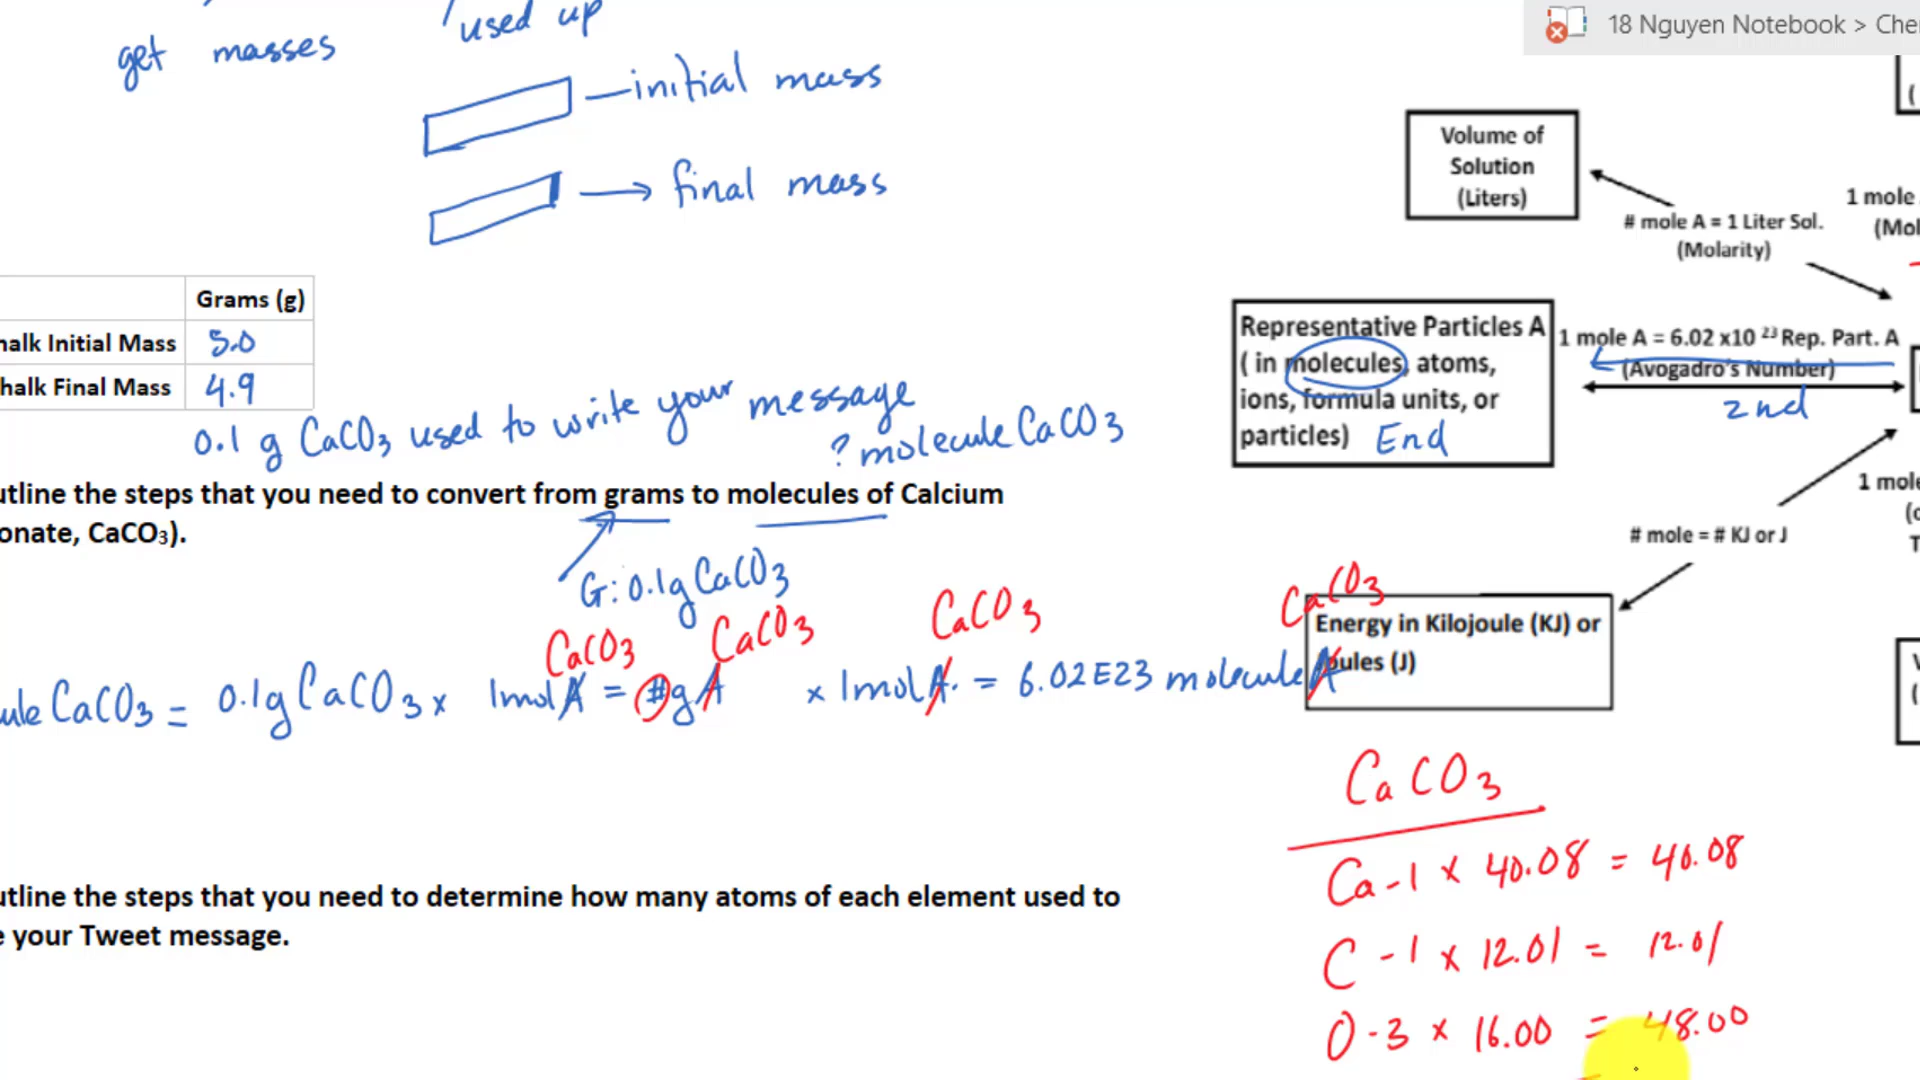 used up
get masses
initial mass
final mass
Grams (g)
halk Initial Mass 5.0
halk Final Mass 4.9
0.1 g CaCO3 used to write your message
? molecule CaCO3
utline the steps that you need to convert from grams to molecules of Calcium
onate, CaCO3).
G: 0.1g CaCO3
CaCO3 CaCO3 CaCO3 CaCO3
ule CaCO3 = 0.1g CaCO3 x 1mol A = #g A x 1mol A. = 6.02E23 molecule A
utline the steps that you need to determine how many atoms of each element used to
e your Tweet message.
18 Nguyen Notebook > Che
(
Volume of
Solution
(Liters)
1 mole
# mole A = 1 Liter Sol.
(Mol
(Molarity)
Representative Particles A
( in molecules, atoms,
ions, formula units, or
particles) End
1 mole A = 6.02 x10 23 Rep. Part. A
(Avogadro's Number)
2nd
1 mole
(c
T
# mole = # KJ or J
Energy in Kilojoule (KJ) or
oules (J)
V
(
CaCO3
Ca-1 x 40.08 = 40.08
C -1 x 12.01 = 12.01
O-3 x 16.00 = 48.00